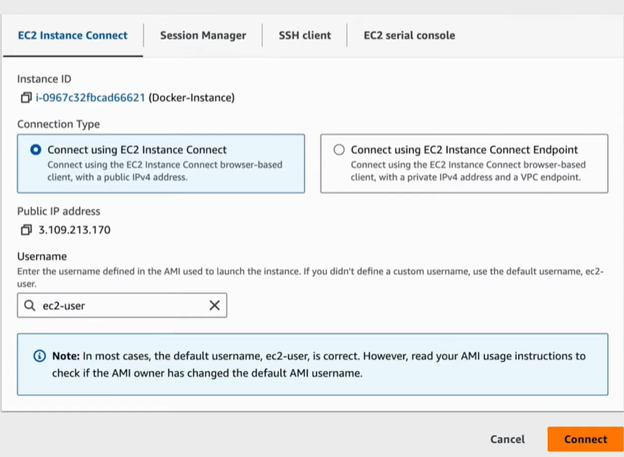 EC2 Instance Connect
Session Manager
SSH client
EC2 serial console
Instance ID
i-0967c32fbcad66621 (Docker-Instance)
Connection Type
Connect using EC2 Instance Connect
Connect using the EC2 Instance Connect browser-based
client, with a public IPv4 address.
Connect using EC2 Instance Connect Endpoint
Connect using the EC2 Instance Connect browser-based
client, with a private IPv4 address and a VPC endpoint.
Public IP address
3.109.213.170
Username
Enter the username defined in the AMI used to launch the instance. If you didn't define a custom username, use the default username, ec2-
user.
ec2-user
Note: In most cases, the default username, ec2-user, is correct. However, read your AMI usage instructions to
check if the AMI owner has changed the default AMI username.
Cancel
Connect